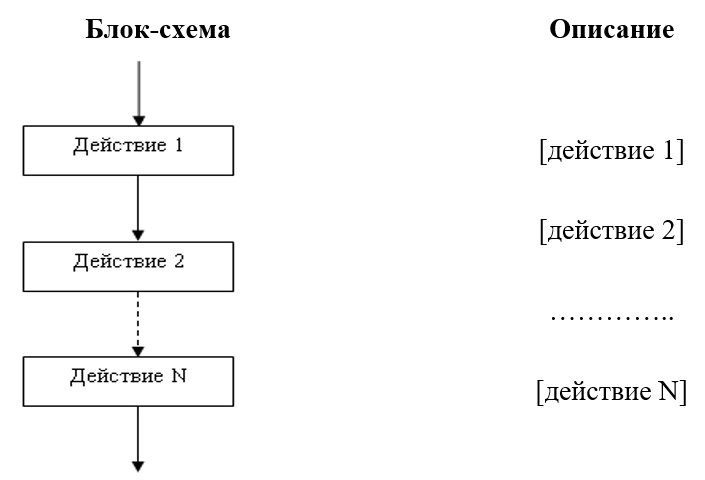 Блок-схема Описание
Действие 1 [действие 1]
Действие 2 [действие 2]
…………..
Действие N [действие N]